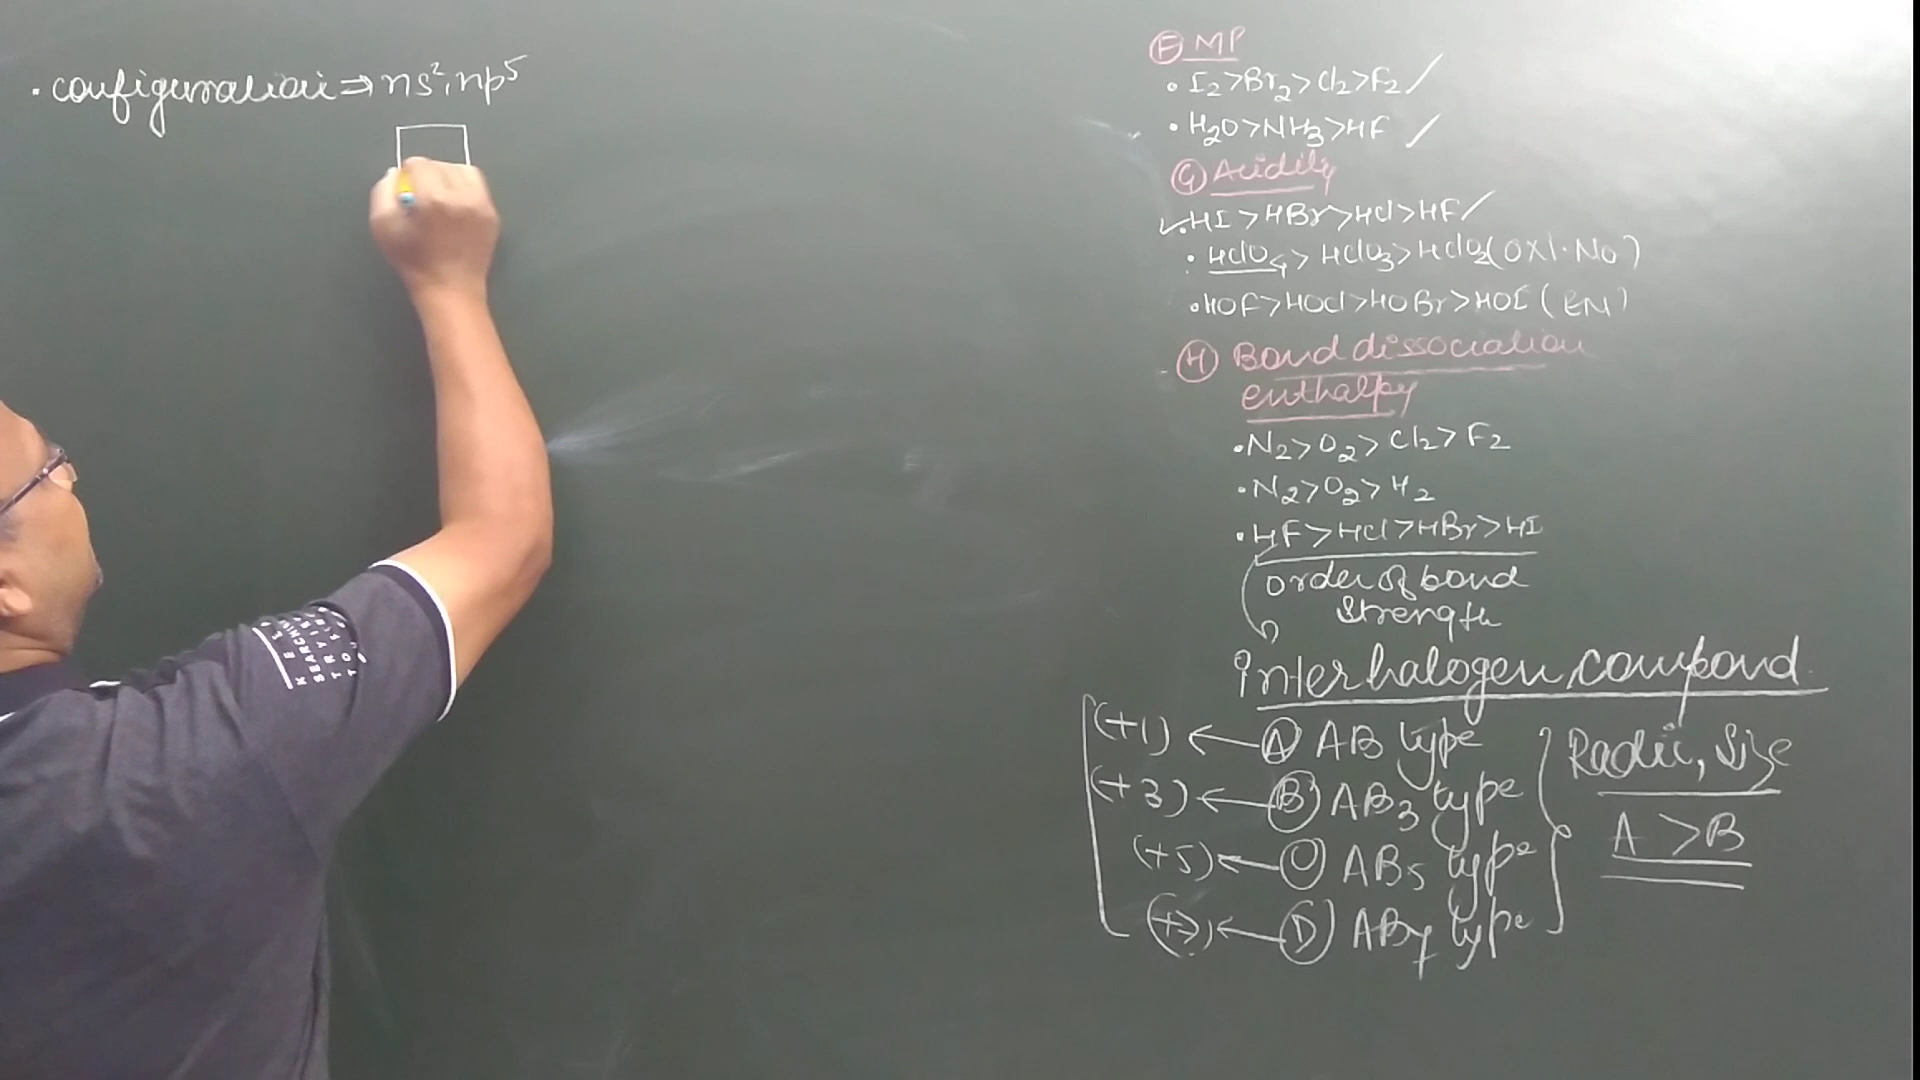 . configuration ⇒ ns², np⁵
(F) MP
• I₂>Br₂>Cl₂>F₂
• H₂O>NH₃>HF
(G) Acidity
✓. HI>HBr>HCl>HF
• HClO₄>HClO₃>HClO₂(OXI·NO)
• HOF>HOCl>HOBr>HOI (EN)
(H) Bond dissociation
enthalpy
• N₂>O₂>Cl₂>F₂
• N₂>O₂>H₂
• HF>HCl>HBr>HI
order of bond
strength
interhalogen compond
(+1) ← (A) AB type
(+3) ← (B) AB₃ type
(+5) ← (C) AB₅ type
(+7) ← (D) AB₇ type
Radii, Size
A > B